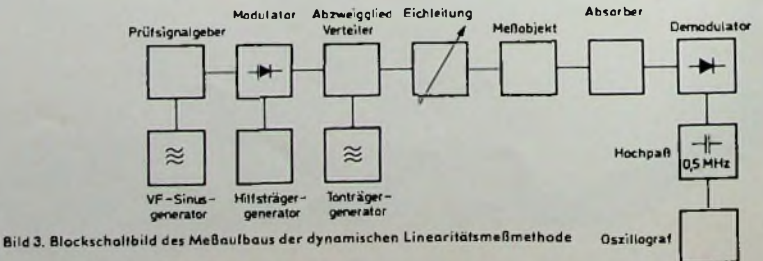 Modulator Abzweigglied Eichleitung Absorber
Prüfsignalgeber Verteiler Meßobjekt Demodulator
Hochpaß
0,5 MHz
VF-Sinus- Hilfsträger- Tonträger-
generator generator generator
Bild 3. Blockschaltbild des Meßaufbaus der dynamischen Linearitätsmeßmethode Oszillograf